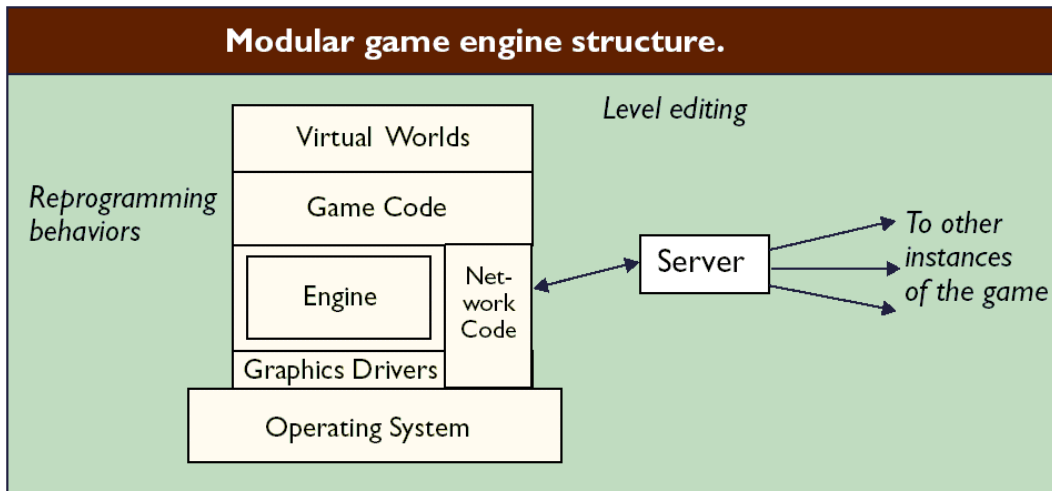 Modular game engine structure.
Level editing
Virtual Worlds
Reprogramming
behaviors
Game Code
To other
instances
of the game
Server
Engine
Net-
work
Code
Graphics Drivers
Operating System